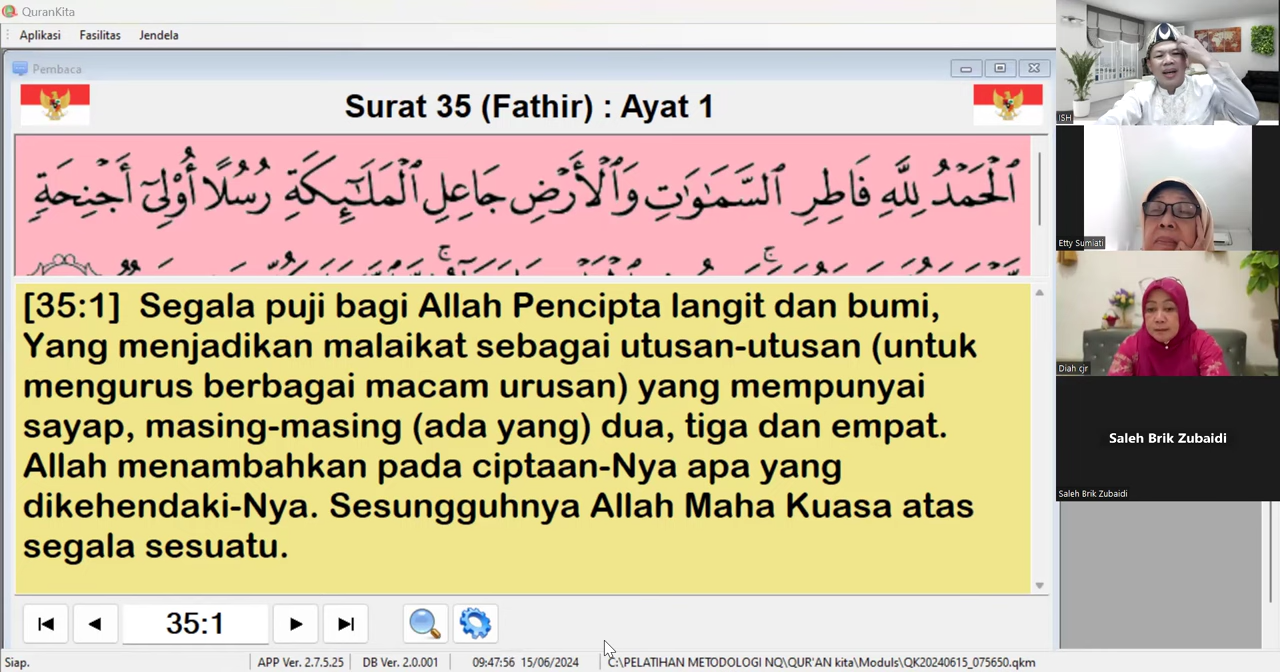 QuranKita
Aplikasi Fasilitas Jendela
Pembaca
Surat 35 (Fathir) : Ayat 1
ٱلْحَمْدُ لِلَّهِ فَاطِرِ ٱلسَّمَٰوَٰتِ وَٱلْأَرْضِ جَاعِلِ ٱلْمَلَٰٓئِكَةِ رُسُلًا أُو۟لِىٓ أَجْنِحَةٍ
[35:1] Segala puji bagi Allah Pencipta langit dan bumi,
Yang menjadikan malaikat sebagai utusan-utusan (untuk
mengurus berbagai macam urusan) yang mempunyai
sayap, masing-masing (ada yang) dua, tiga dan empat.
Allah menambahkan pada ciptaan-Nya apa yang
dikehendaki-Nya. Sesungguhnya Allah Maha Kuasa atas
segala sesuatu.
35:1
Siap. APP Ver. 2.7.5.25 DB Ver. 2.0.001 09:47:56 15/06/2024 C:\PELATIHAN METODOLOGI NQ\QUR'AN kita\Moduls\QK20240615_075650.qkm
ISH
Etty Sumiati
Diah cjr
Saleh Brik Zubaidi
Saleh Brik Zubaidi